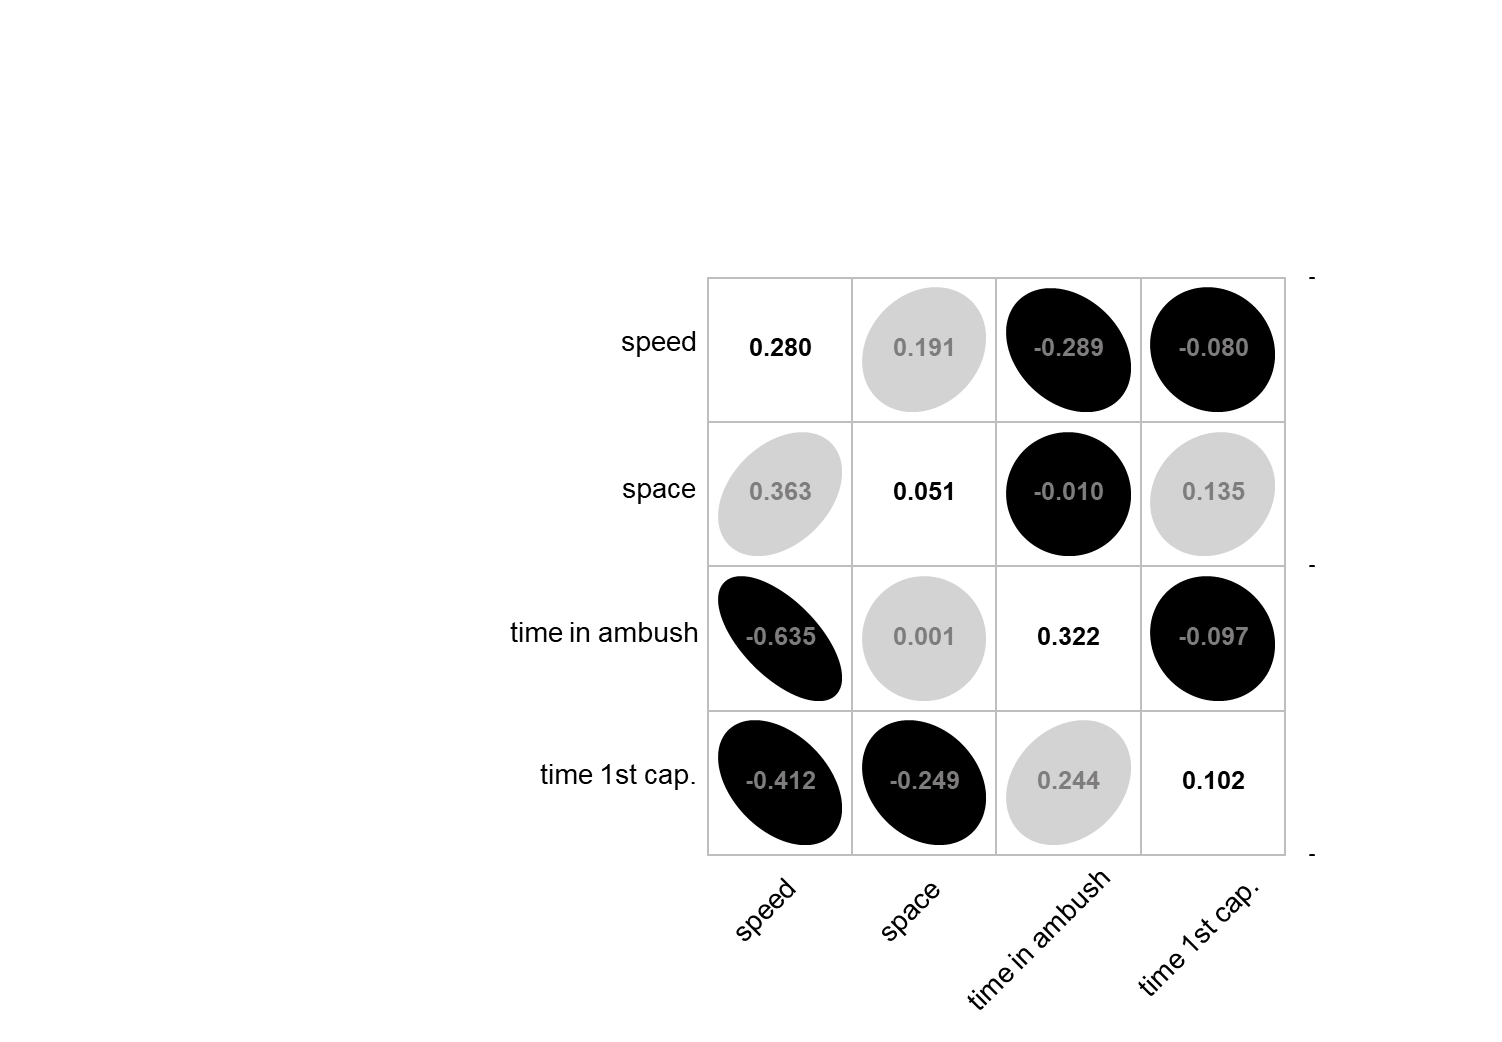 speed 0.280 0.191 -0.289 -0.080
space 0.363 0.051 -0.010 0.135
time in ambush -0.635 0.001 0.322 -0.097
time 1st cap. -0.412 -0.249 0.244 0.102
speed space time in ambush time 1st cap.